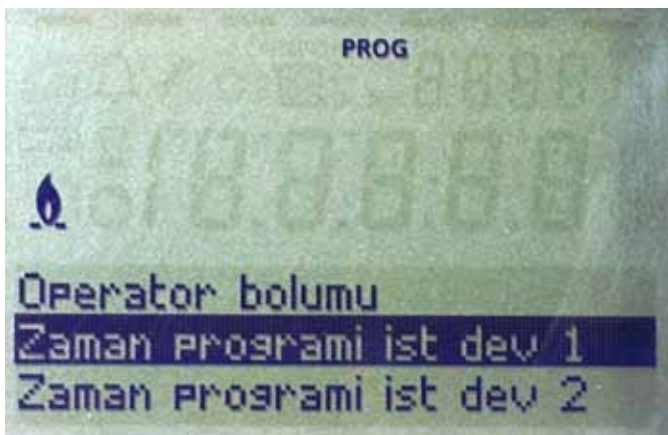 PROG
Operator bolumu
Zaman programi ist dev 1
Zaman programi ist dev 2